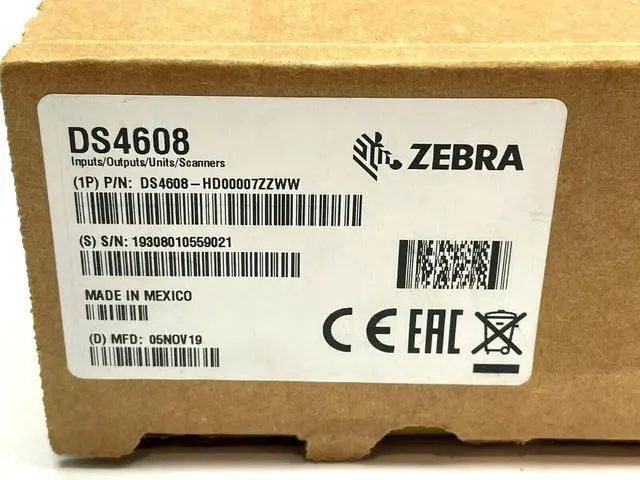 DS4608
Inputs/Outputs/Units/Scanners
ZEBRA
(1P) P/N: DS4608-HD00007ZZWW
(S) S/N: 19308010559021
MADE IN MEXICO
(D) MFD: 05NOV19
CE EAC